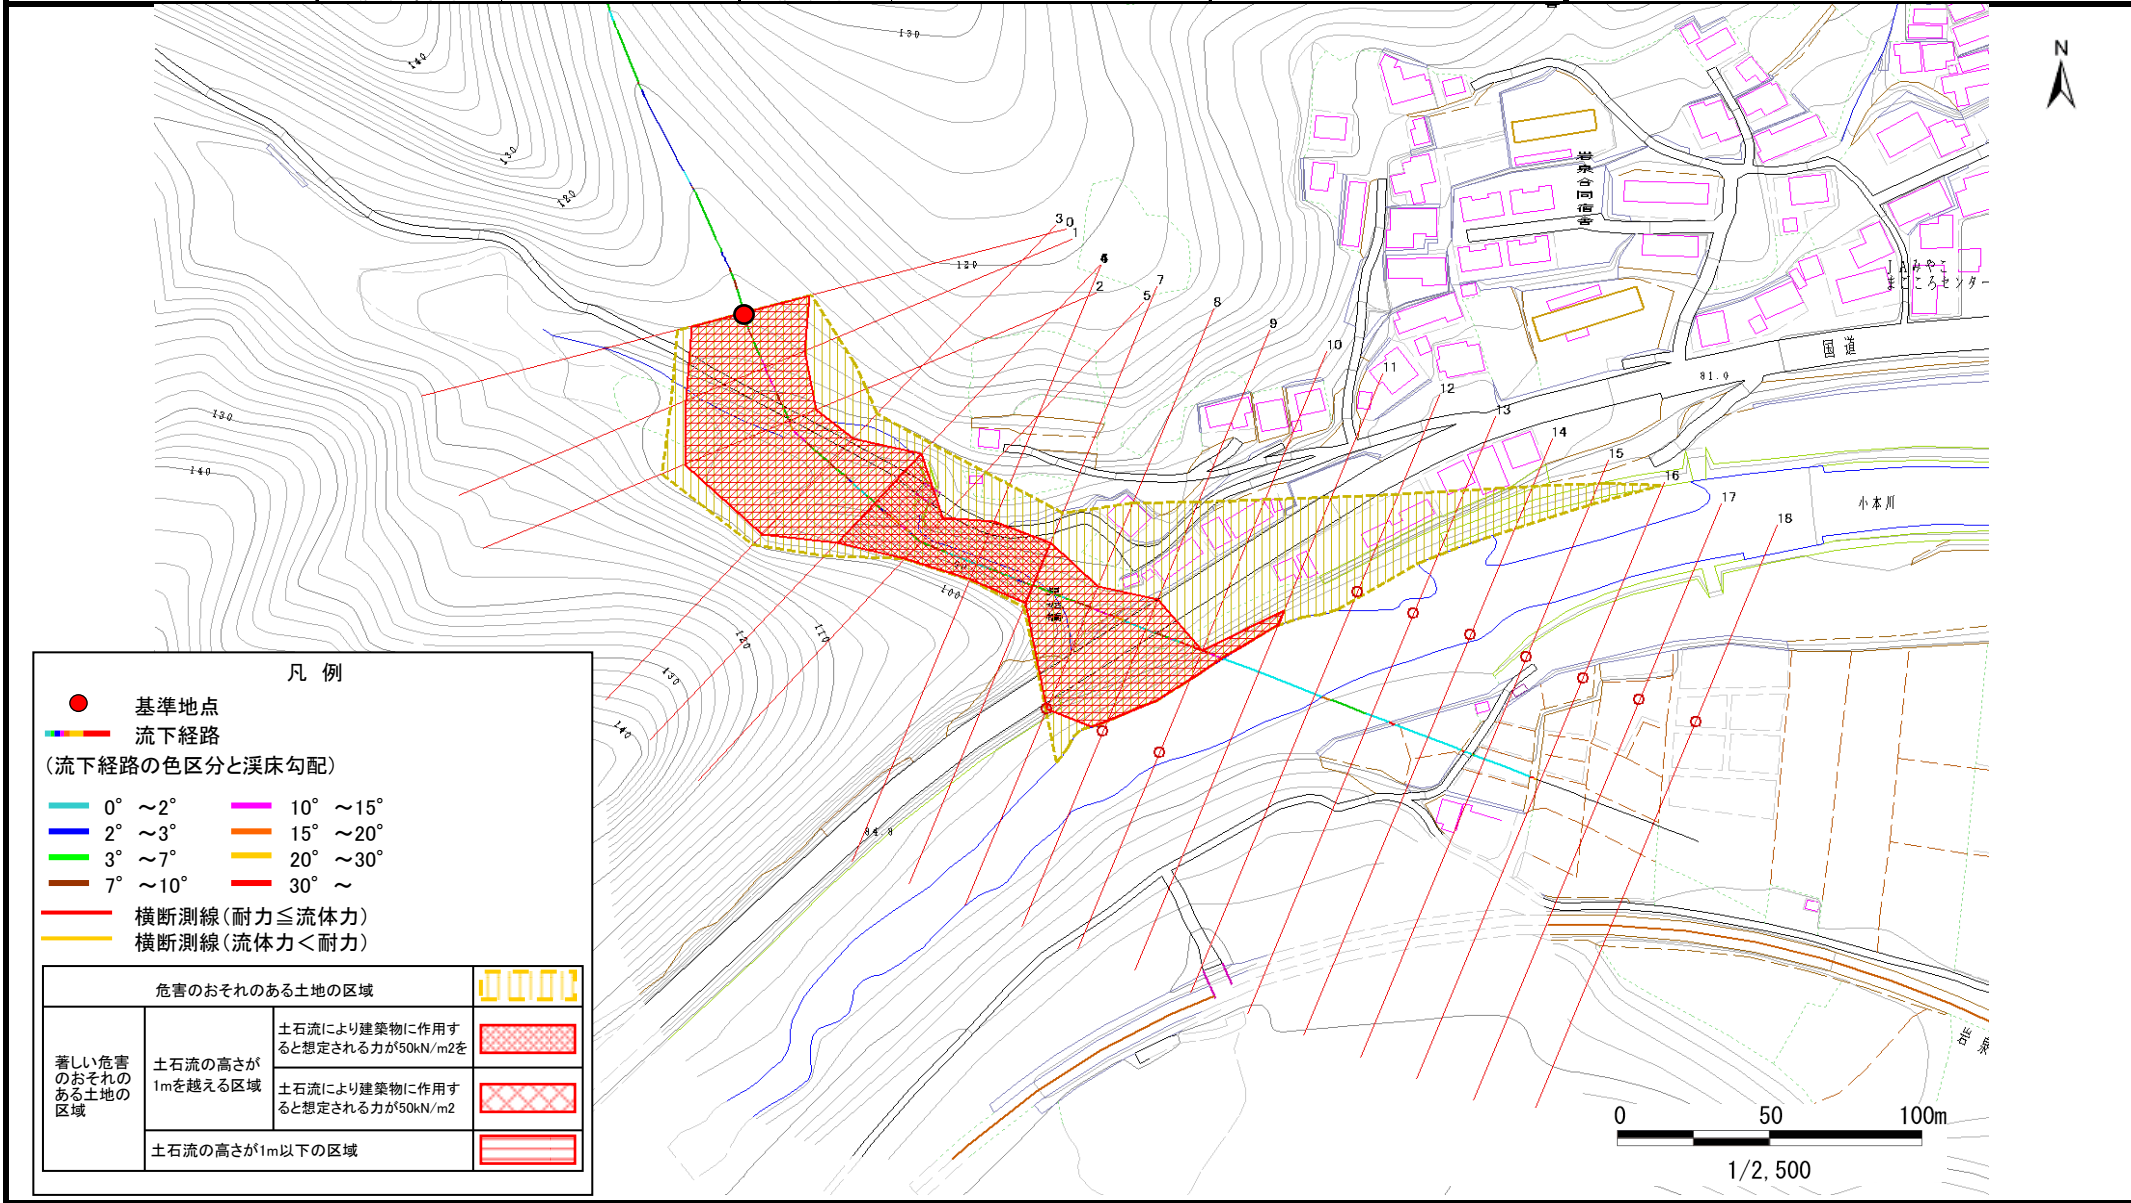 N
140
130
130
120
120
30
1
2
5
7
8
9
10
11
12
13
14
15
16
17
18
岩泉合同宿舎
JAみやこ
まごころセンター
国道
81.0
小本川
130
140
100
110
120
130
140
84.8
岩泉
凡 例
基準地点
流下経路
(流下経路の色区分と渓床勾配)
0° ~2°
10° ~15°
2° ~3°
15° ~20°
3° ~7°
20° ~30°
7° ~10°
30° ~
横断測線(耐力≦流体力)
横断測線(流体力<耐力)
危害のおそれのある土地の区域
著しい危害
のおそれの
ある土地の
区域
土石流の高さが
1mを越える区域
土石流により建築物に作用す
ると想定される力が50kN/m2を
土石流により建築物に作用す
ると想定される力が50kN/m2
土石流の高さが1m以下の区域
0 50 100m
1/2,500